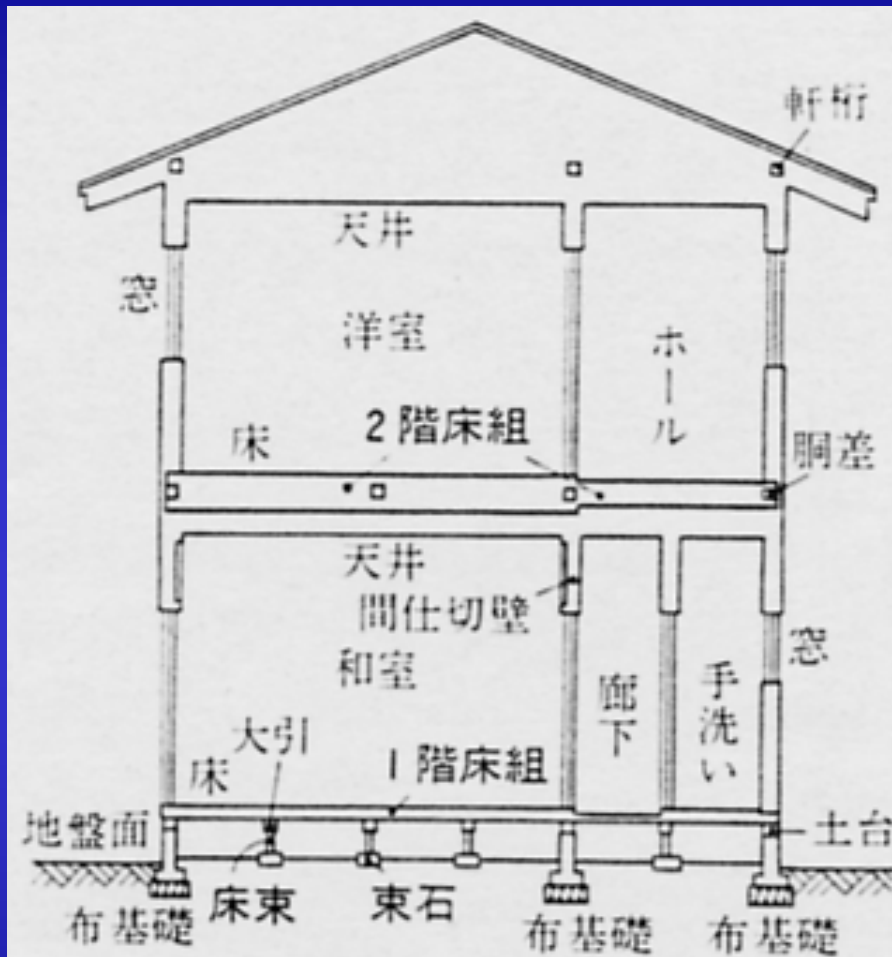 軒桁
天井
窓
洋室
ホール
床
2階床組
胴差
天井
間仕切壁
和室
廊下
手洗い
窓
大引
床
1階床組
地盤面
土台
床束
束石
布基礎
布基礎
布基礎